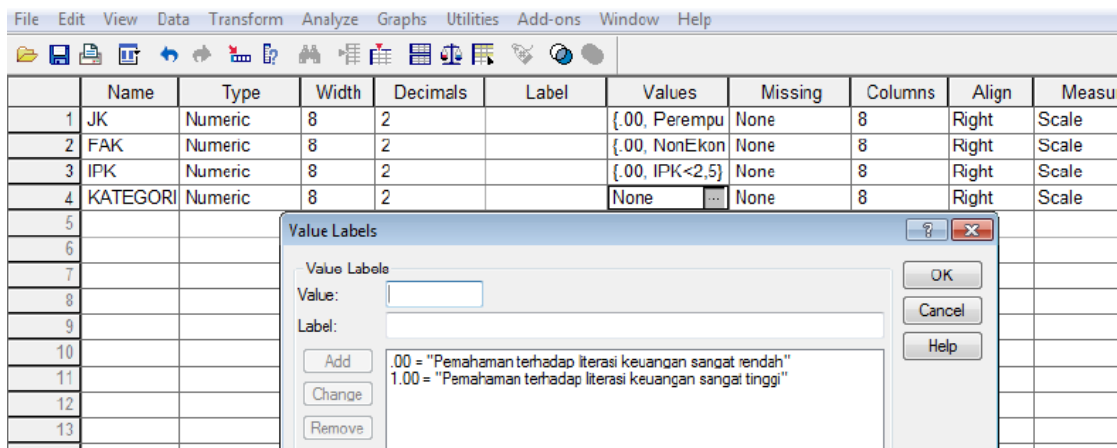 File Edit View Data Transform Analyze Graphs Utilities Add-ons Window Help
Name Type Width Decimals Label Values Missing Columns Align Measu
1 JK Numeric 8 2 {.00, Perempu None 8 Right Scale
2 FAK Numeric 8 2 {.00, NonEkon None 8 Right Scale
3 IPK Numeric 8 2 {.00, IPK<2,5} None 8 Right Scale
4 KATEGORI Numeric 8 2 None ... None 8 Right Scale
5
6
7
8
9
10
11
12
13
Value Labels
Value Labels
Value:
Label:
Add
Change
Remove
.00 = "Pemahaman terhadap literasi keuangan sangat rendah"
1.00 = "Pemahaman terhadap literasi keuangan sangat tinggi"
OK
Cancel
Help